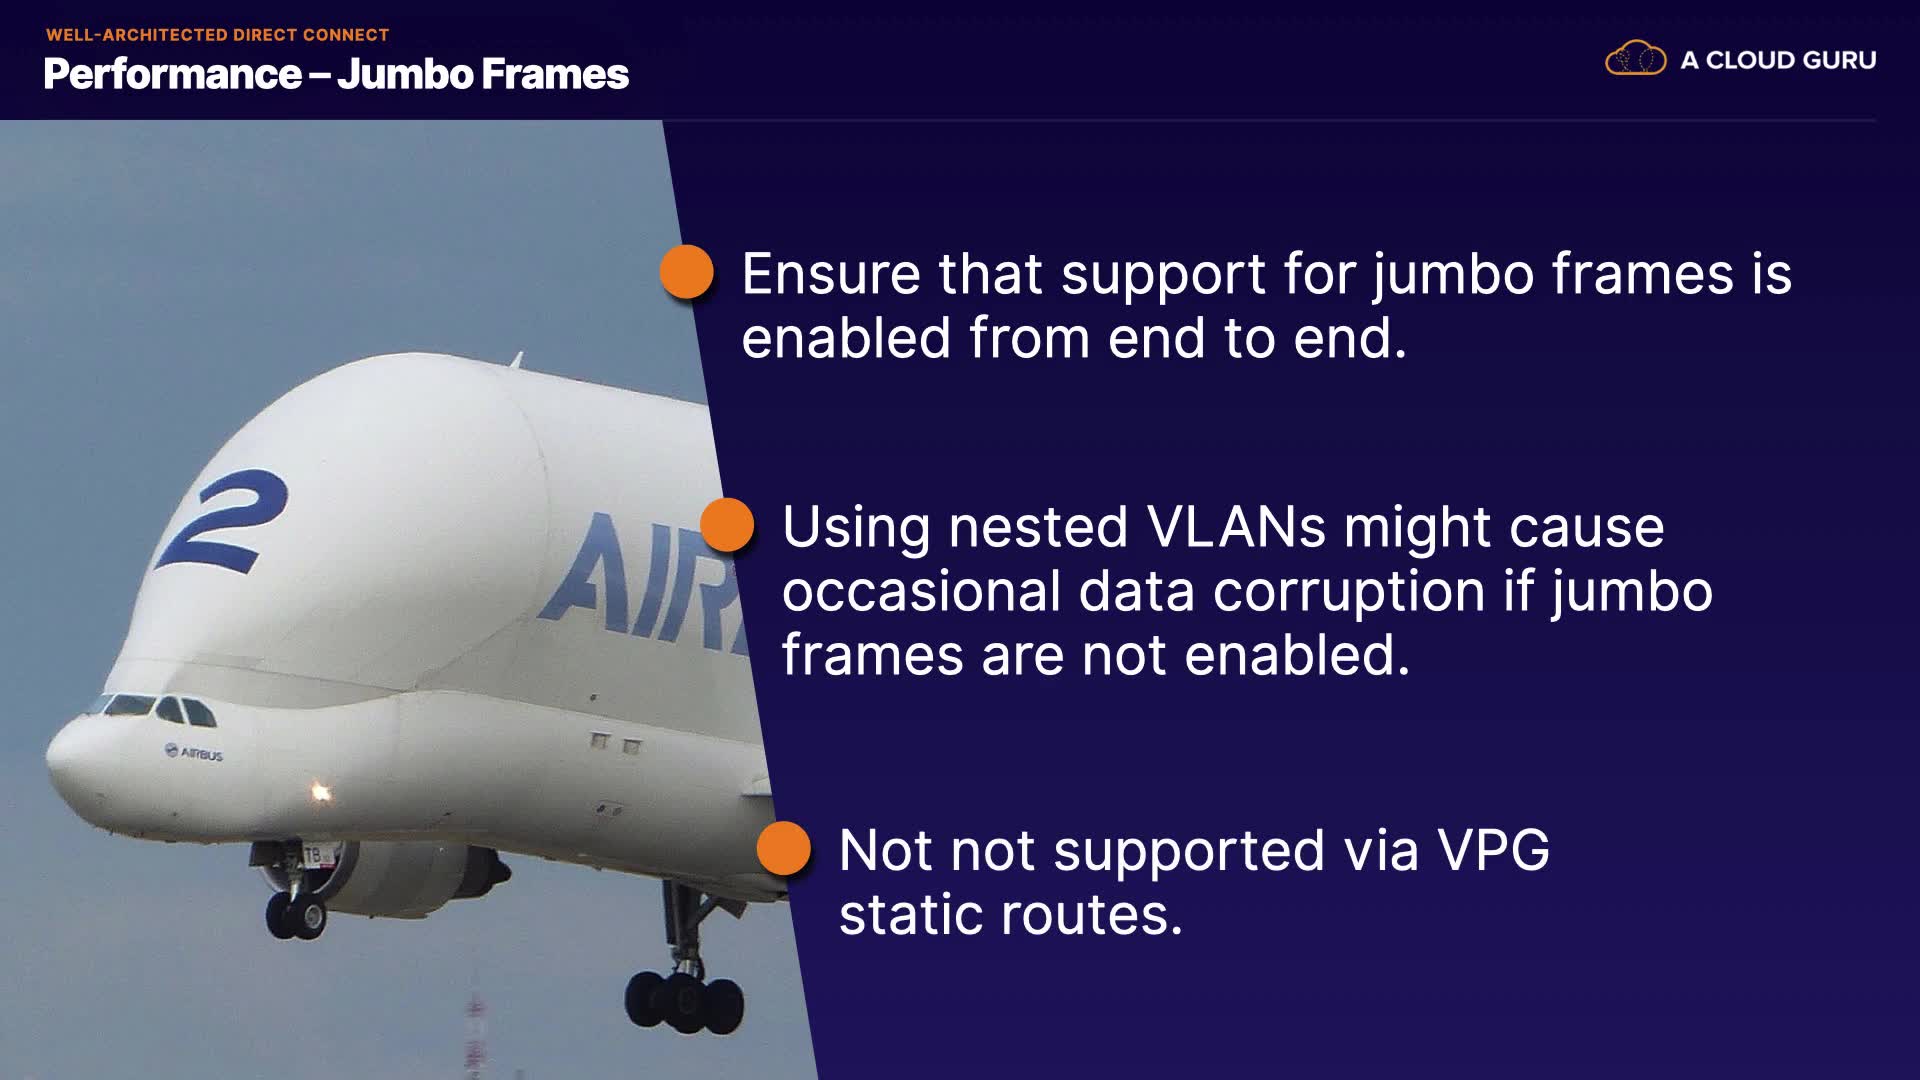 WELL-ARCHITECTED DIRECT CONNECT
Performance – Jumbo Frames
A CLOUD GURU
Ensure that support for jumbo frames is
enabled from end to end.
Using nested VLANs might cause
occasional data corruption if jumbo
frames are not enabled.
Not not supported via VPG
static routes.
2
AIR
AIRBUS
TB